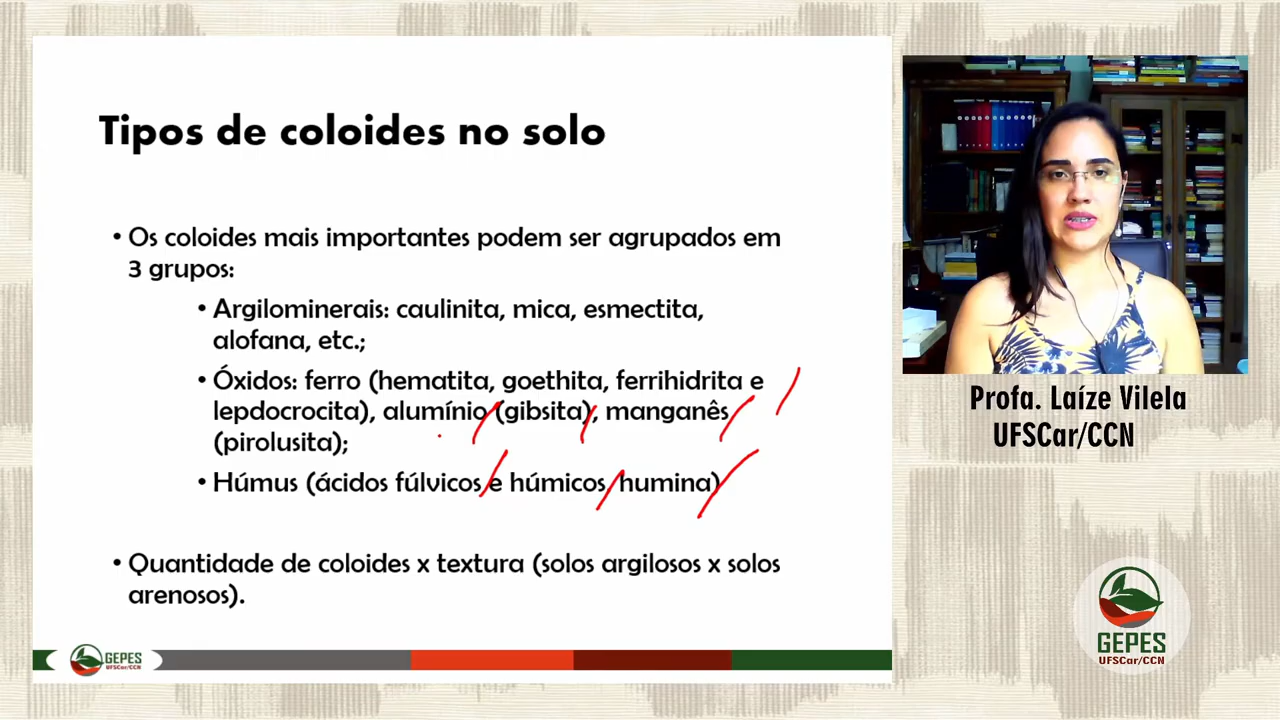 Tipos de coloides no solo
• Os coloides mais importantes podem ser agrupados em
3 grupos:
• Argilominerais: caulinita, mica, esmectita,
alofana, etc.;
• Óxidos: ferro (hematita, goethita, ferrihidrita e
lepdocrocita), alumínio (gibsita), manganês
(pirolusita);
• Húmus (ácidos fúlvicos e húmicos humina)
• Quantidade de coloides x textura (solos argilosos x solos
arenosos).
GEPES
UFSCar/CCN
Profa. Laíze Vilela
UFSCar/CCN
GEPES
UFSCar/CCN